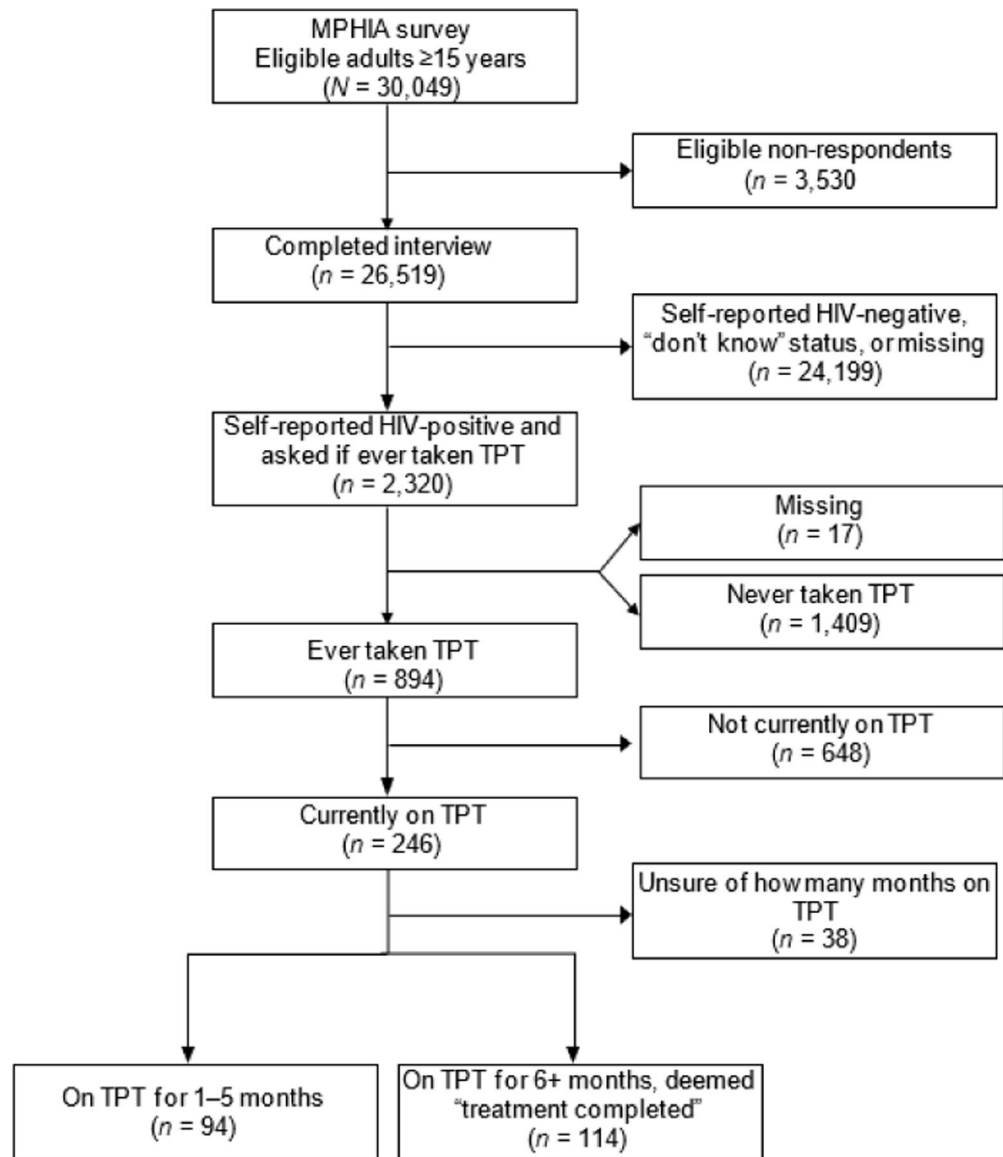 MPHIA survey
Eligible adults ≥15 years
(N = 30,049)
Eligible non-respondents
(n = 3,530
Completed interview
(n = 26,519)
Self-reported HIV-negative,
“don't know” status, or missing
(n = 24,199)
Self-reported HIV-positive and
asked if ever taken TPT
(n = 2,320)
Missing
(n = 17)
Never taken TPT
(n = 1,409)
Ever taken TPT
(n = 894)
Not currently on TPT
(n = 648)
Currently on TPT
(n = 246)
Unsure of how many months on
TPT
(n = 38)
On TPT for 1–5 months
(n = 94)
On TPT for 6+ months, deemed
“treatment completed”
(n = 114)